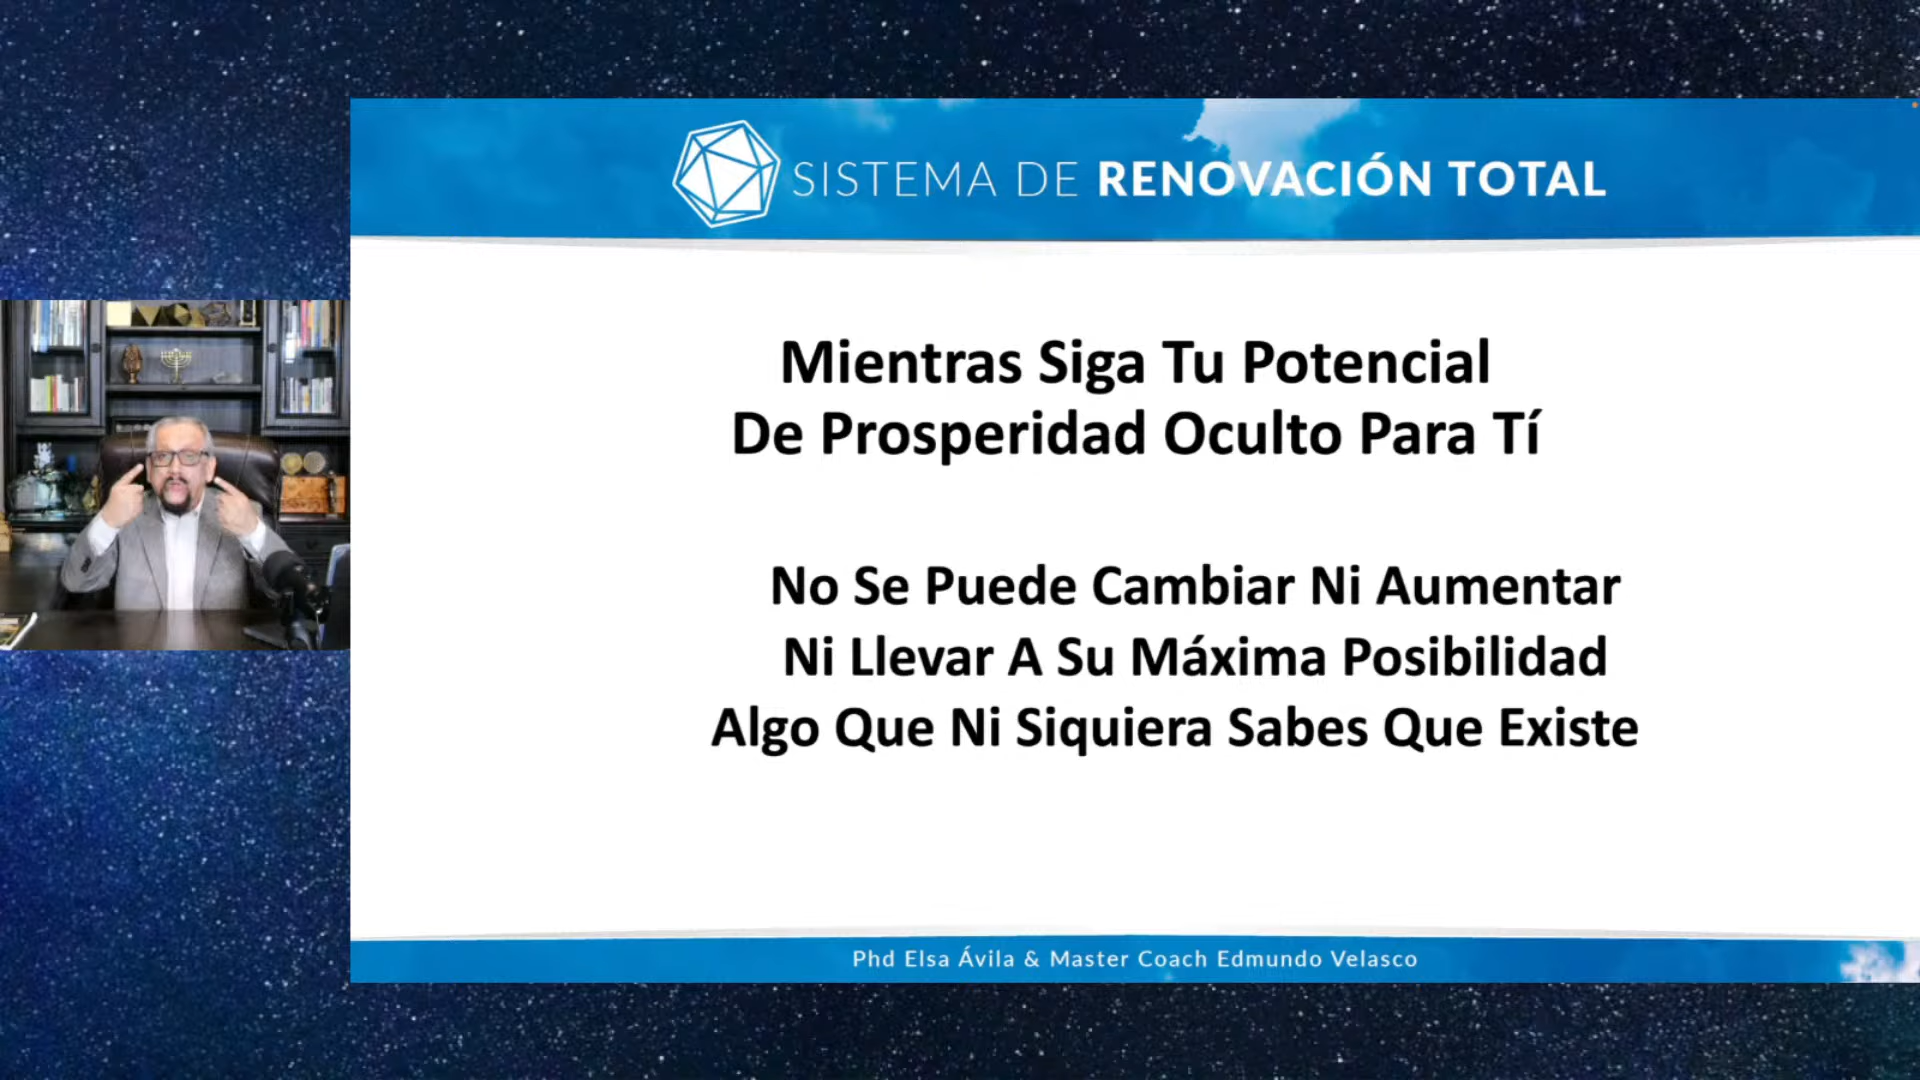 SISTEMA DE RENOVACIÓN TOTAL
Mientras Siga Tu Potencial
De Prosperidad Oculto Para Tí
No Se Puede Cambiar Ni Aumentar
Ni Llevar A Su Máxima Posibilidad
Algo Que Ni Siquiera Sabes Que Existe
Phd Elsa Ávila & Master Coach Edmundo Velasco